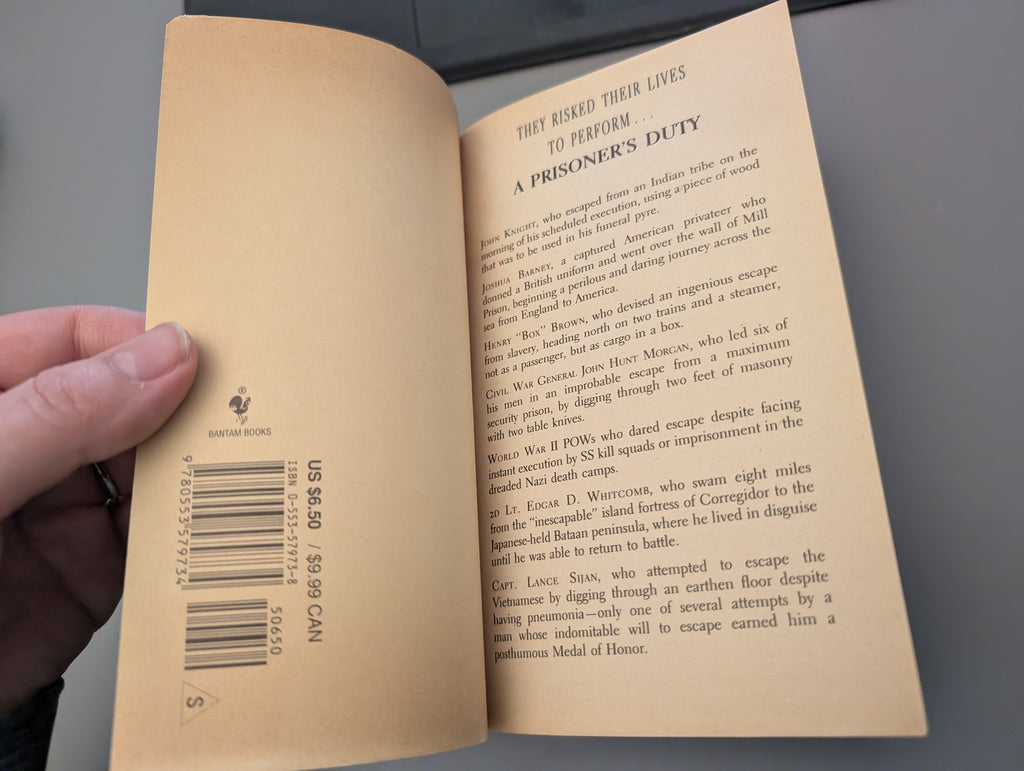 ®
BANTAM BOOKS
US $6.50 / $9.99 CAN
ISBN 0-553-57973-8
9 780553 579734
50650
S
THEY RISKED THEIR LIVES
TO PERFORM...
A PRISONER'S DUTY
JOHN KNIGHT, who escaped from an Indian tribe on the
morning of his scheduled execution, using a piece of wood
that was to be used in his funeral pyre.
JOSHUA BARNEY, a captured American privateer who
donned a British uniform and went over the wall of Mill
Prison, beginning a perilous and daring journey across the
sea from England to America.
HENRY "BOX" BROWN, who devised an ingenious escape
from slavery, heading north on two trains and a steamer,
not as a passenger, but as cargo in a box.
CIVIL WAR GENERAL JOHN HUNT MORGAN, who led six of
his men in an improbable escape from a maximum
security prison, by digging through two feet of masonry
with two table knives.
WORLD WAR II POWS who dared escape despite facing
instant execution by SS kill squads or imprisonment in the
dreaded Nazi death camps.
2D LT. EDGAR D. WHITCOMB, who swam eight miles
from the "inescapable" island fortress of Corregidor to the
Japanese-held Bataan peninsula, where he lived in disguise
until he was able to return to battle.
CAPT. LANCE SIJAN, who attempted to escape the
Vietnamese by digging through an earthen floor despite
having pneumonia—only one of several attempts by a
man whose indomitable will to escape earned him a
posthumous Medal of Honor.